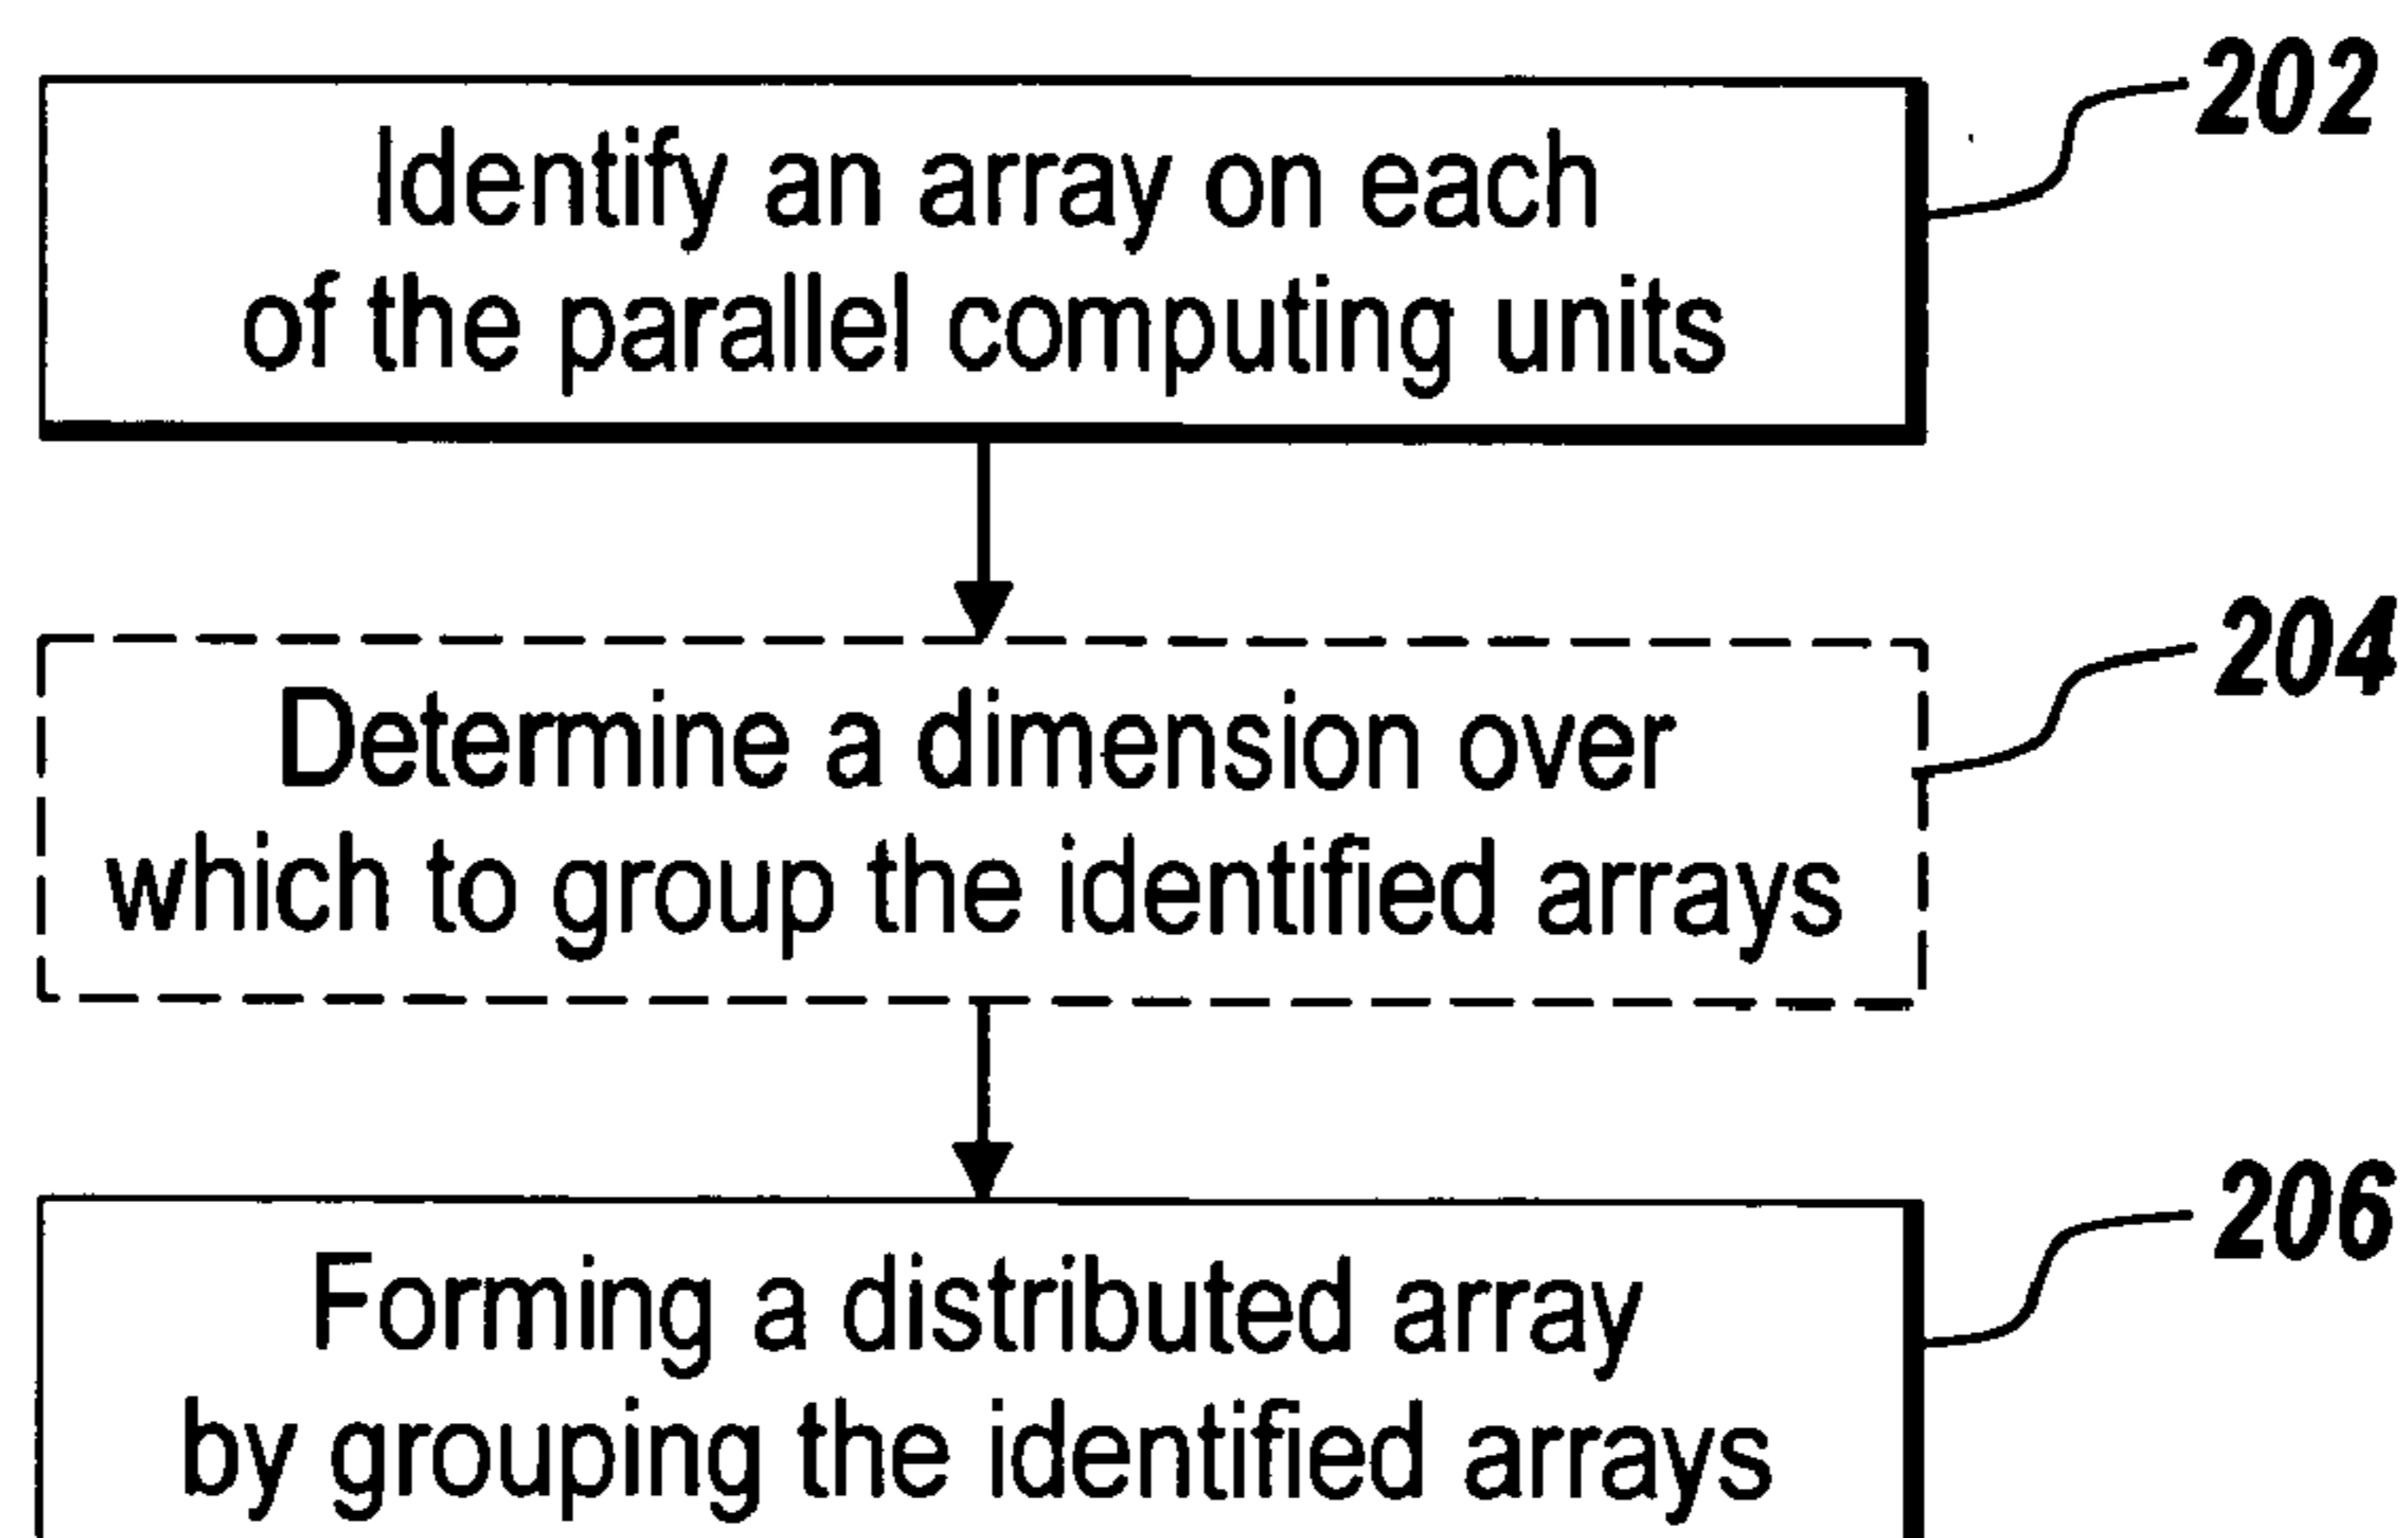 202
Identify an array on each
of the parallel computing units
204
Determine a dimension over
which to group the identified arrays
206
Forming a distributed array
by grouping the identified arrays